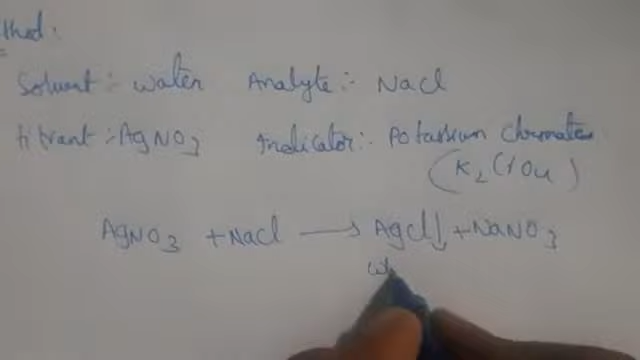 thod:
Solvent:- Water Analyte:- NaCl
titrant:- AgNO3 Indicator:- Potassium Chromate
(K2CrO4)
AgNO3 + NaCl ⟶ AgCl↓ + NaNO3